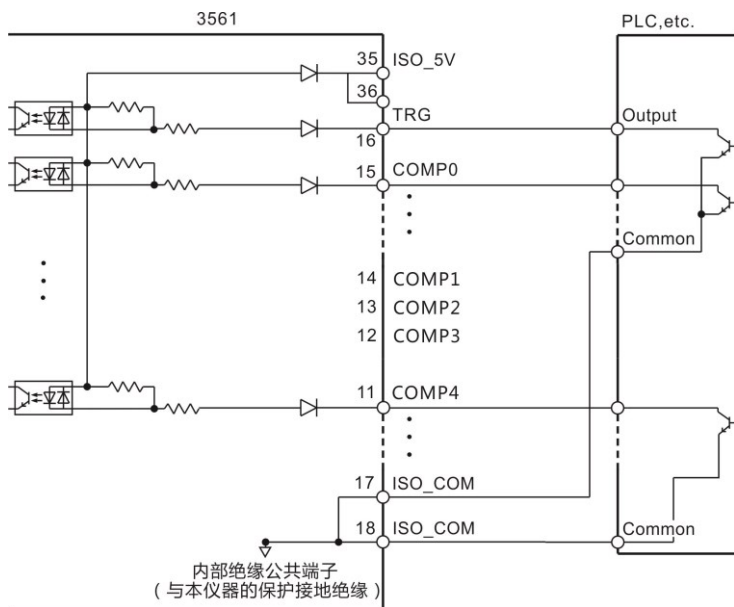 3561
PLC,etc.
35 ISO_5V
36
TRG
Output
16
15 COMP0
Common
14 COMP1
13 COMP2
12 COMP3
11 COMP4
17 ISO_COM
18 ISO_COM
Common
内部绝缘公共端子
（与本仪器的保护接地绝缘）